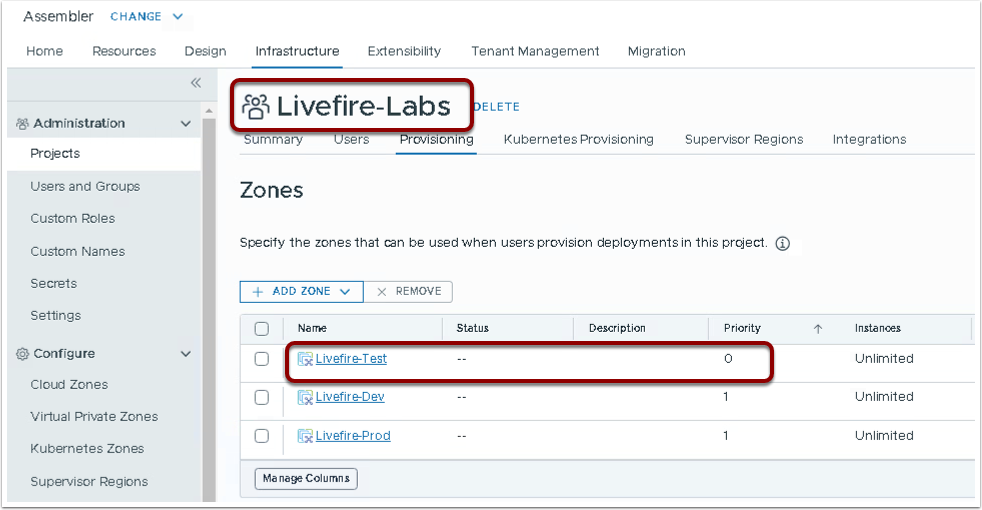 Assembler CHANGE
Home Resources Design Infrastructure Extensibility Tenant Management Migration
Administration
Projects
Users and Groups
Custom Roles
Custom Names
Secrets
Settings
Configure
Cloud Zones
Virtual Private Zones
Kubernetes Zones
Supervisor Regions
Livefire-Labs DELETE
Summary Users Provisioning Kubernetes Provisioning Supervisor Regions Integrations
Zones
Specify the zones that can be used when users provision deployments in this project.
+ ADD ZONE × REMOVE
Name Status Description Priority ↑ Instances
Livefire-Test -- 0 Unlimited
Livefire-Dev -- 1 Unlimited
Livefire-Prod -- 1 Unlimited
Manage Columns